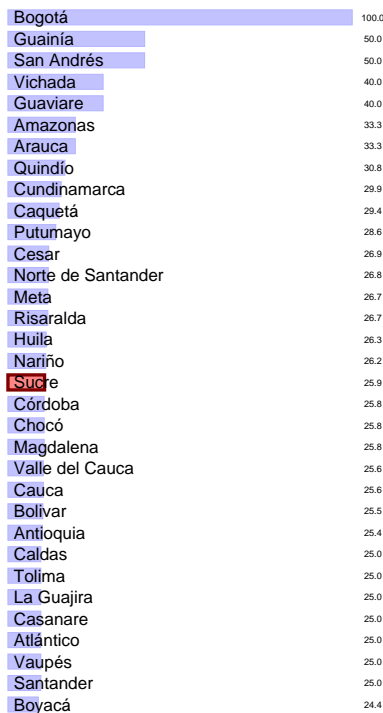 Bogotá 100.0
Guainía 50.0
San Andrés 50.0
Vichada 40.0
Guaviare 40.0
Amazonas 33.3
Arauca 33.3
Quindío 30.8
Cundinamarca 29.9
Caquetá 29.4
Putumayo 28.6
Cesar 26.9
Norte de Santander 26.8
Meta 26.7
Risaralda 26.7
Huila 26.3
Nariño 26.2
Sucre 25.9
Córdoba 25.8
Chocó 25.8
Magdalena 25.8
Valle del Cauca 25.6
Cauca 25.6
Bolivar 25.5
Antioquia 25.4
Caldas 25.0
Tolima 25.0
La Guajira 25.0
Casanare 25.0
Atlántico 25.0
Vaupés 25.0
Santander 25.0
Boyacá 24.4